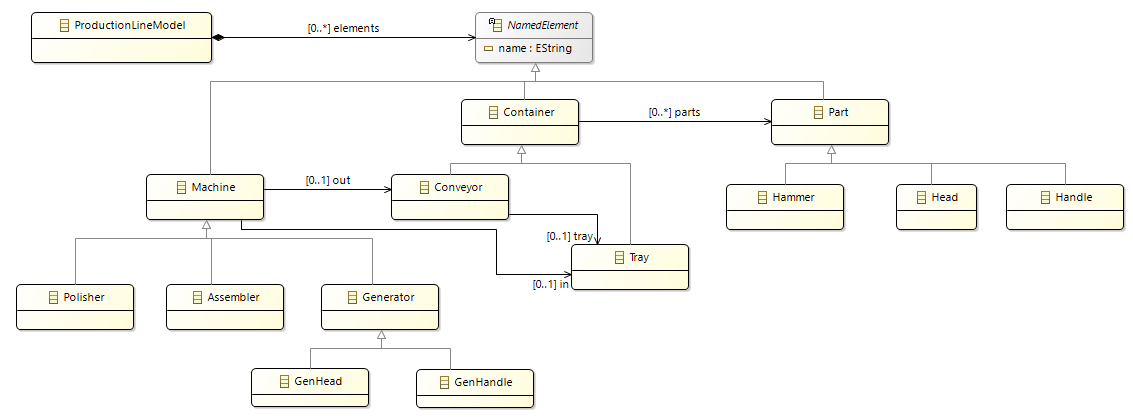 ProductionLineModel
[0..*] elements
NamedElement
name : EString
Container
[0..*] parts
Part
Machine
[0..1] out
Conveyor
Hammer
Head
Handle
[0..1] tray
Tray
[0..1] in
Polisher
Assembler
Generator
GenHead
GenHandle